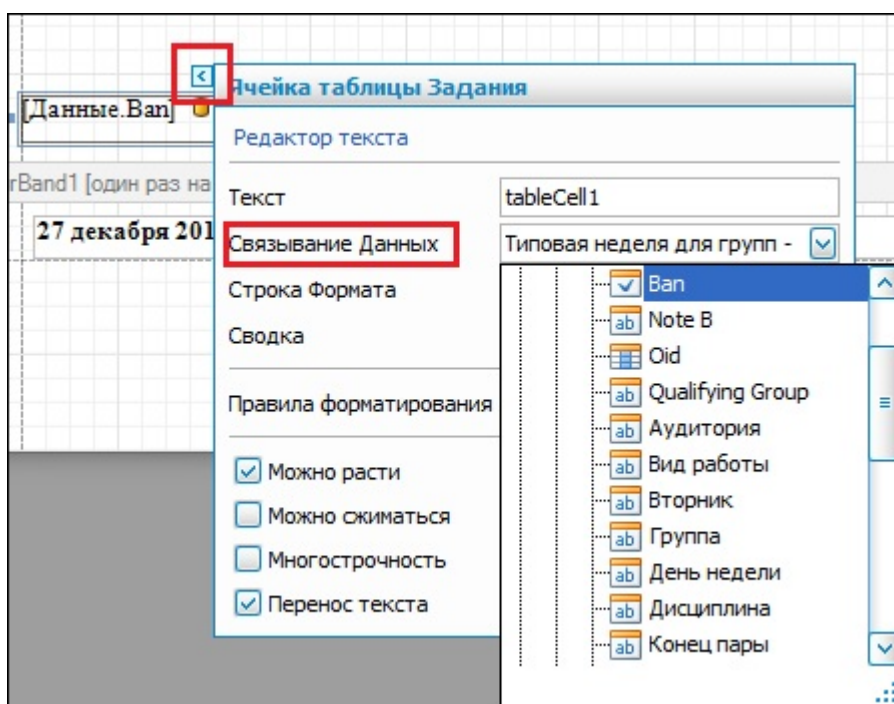 Ячейка таблицы Задания
[Данные.Ban]
Редактор текста
rBand1 [один раз на
Текст
tableCell1
27 декабря 201
Связывание Данных
Типовая неделя для групп -
Строка Формата
Ban
Сводка
Note B
Oid
Правила форматирования
Qualifying Group
Аудитория
Можно расти
Вид работы
Можно сжиматься
Вторник
Многострочность
Группа
День недели
Перенос текста
Дисциплина
Конец пары